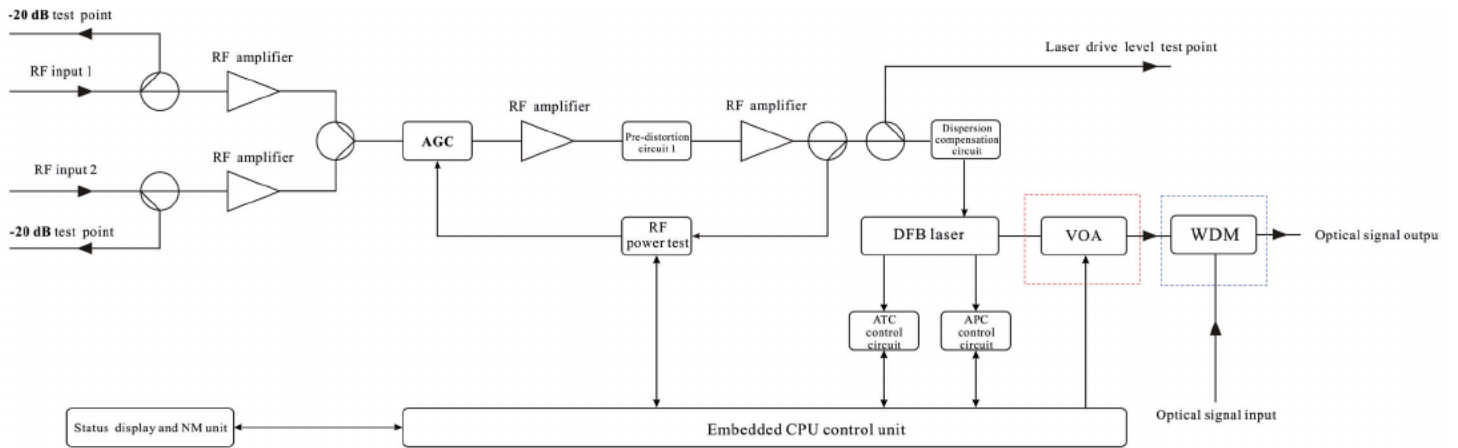 -20 dB test point
RF input 1
RF amplifier
RF input 2
RF amplifier
-20 dB test point
AGC
RF amplifier
Pre-distortion
circuit 1
RF amplifier
Laser drive level test point
Dispersion
compensation
circuit
RF
power test
DFB laser
VOA
WDM
Optical signal outpu
ATC
control
circuit
APC
control
circuit
Optical signal input
Status display and NM unit
Embedded CPU control unit